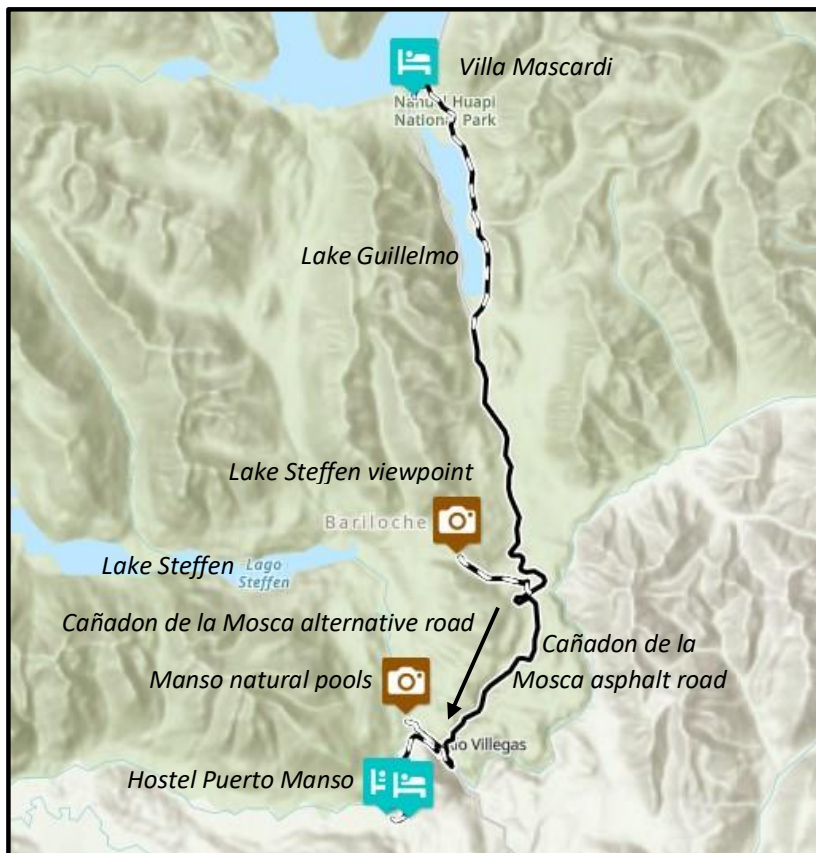 Villa Mascardi
Nahuel Huapi
National Park
Lake Guillelmo
Lake Steffen viewpoint
Bariloche
Lake Steffen
Lago
Steffen
Cañadon de la Mosca alternative road
Cañadon de la
Mosca asphalt road
Manso natural pools
Villegas
Hostel Puerto Manso